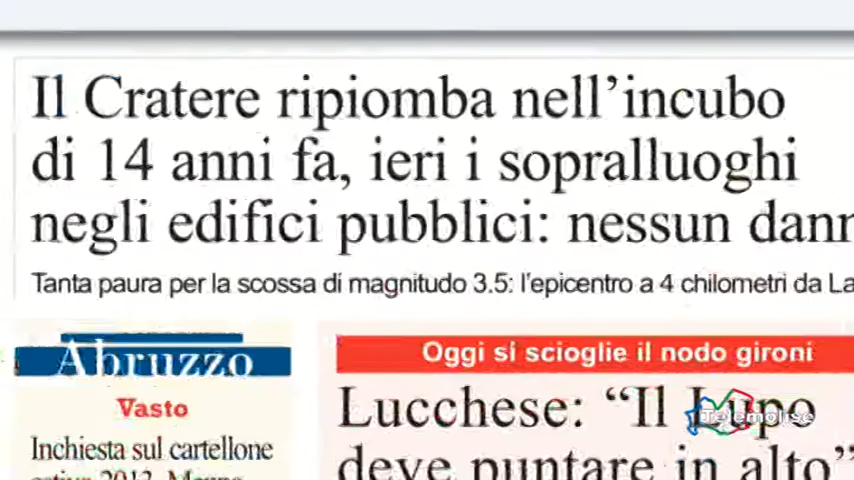 Il Cratere ripiomba nell’incubo
di 14 anni fa, ieri i sopralluoghi
negli edifici pubblici: nessun dann
Tanta paura per la scossa di magnitudo 3.5: l’epicentro a 4 chilometri da La
Abruzzo
Vasto
Inchiesta sul cartellone
Oggi si scioglie il nodo gironi
Lucchese: “Il Lupo
deve puntare in alto”
Telemolise